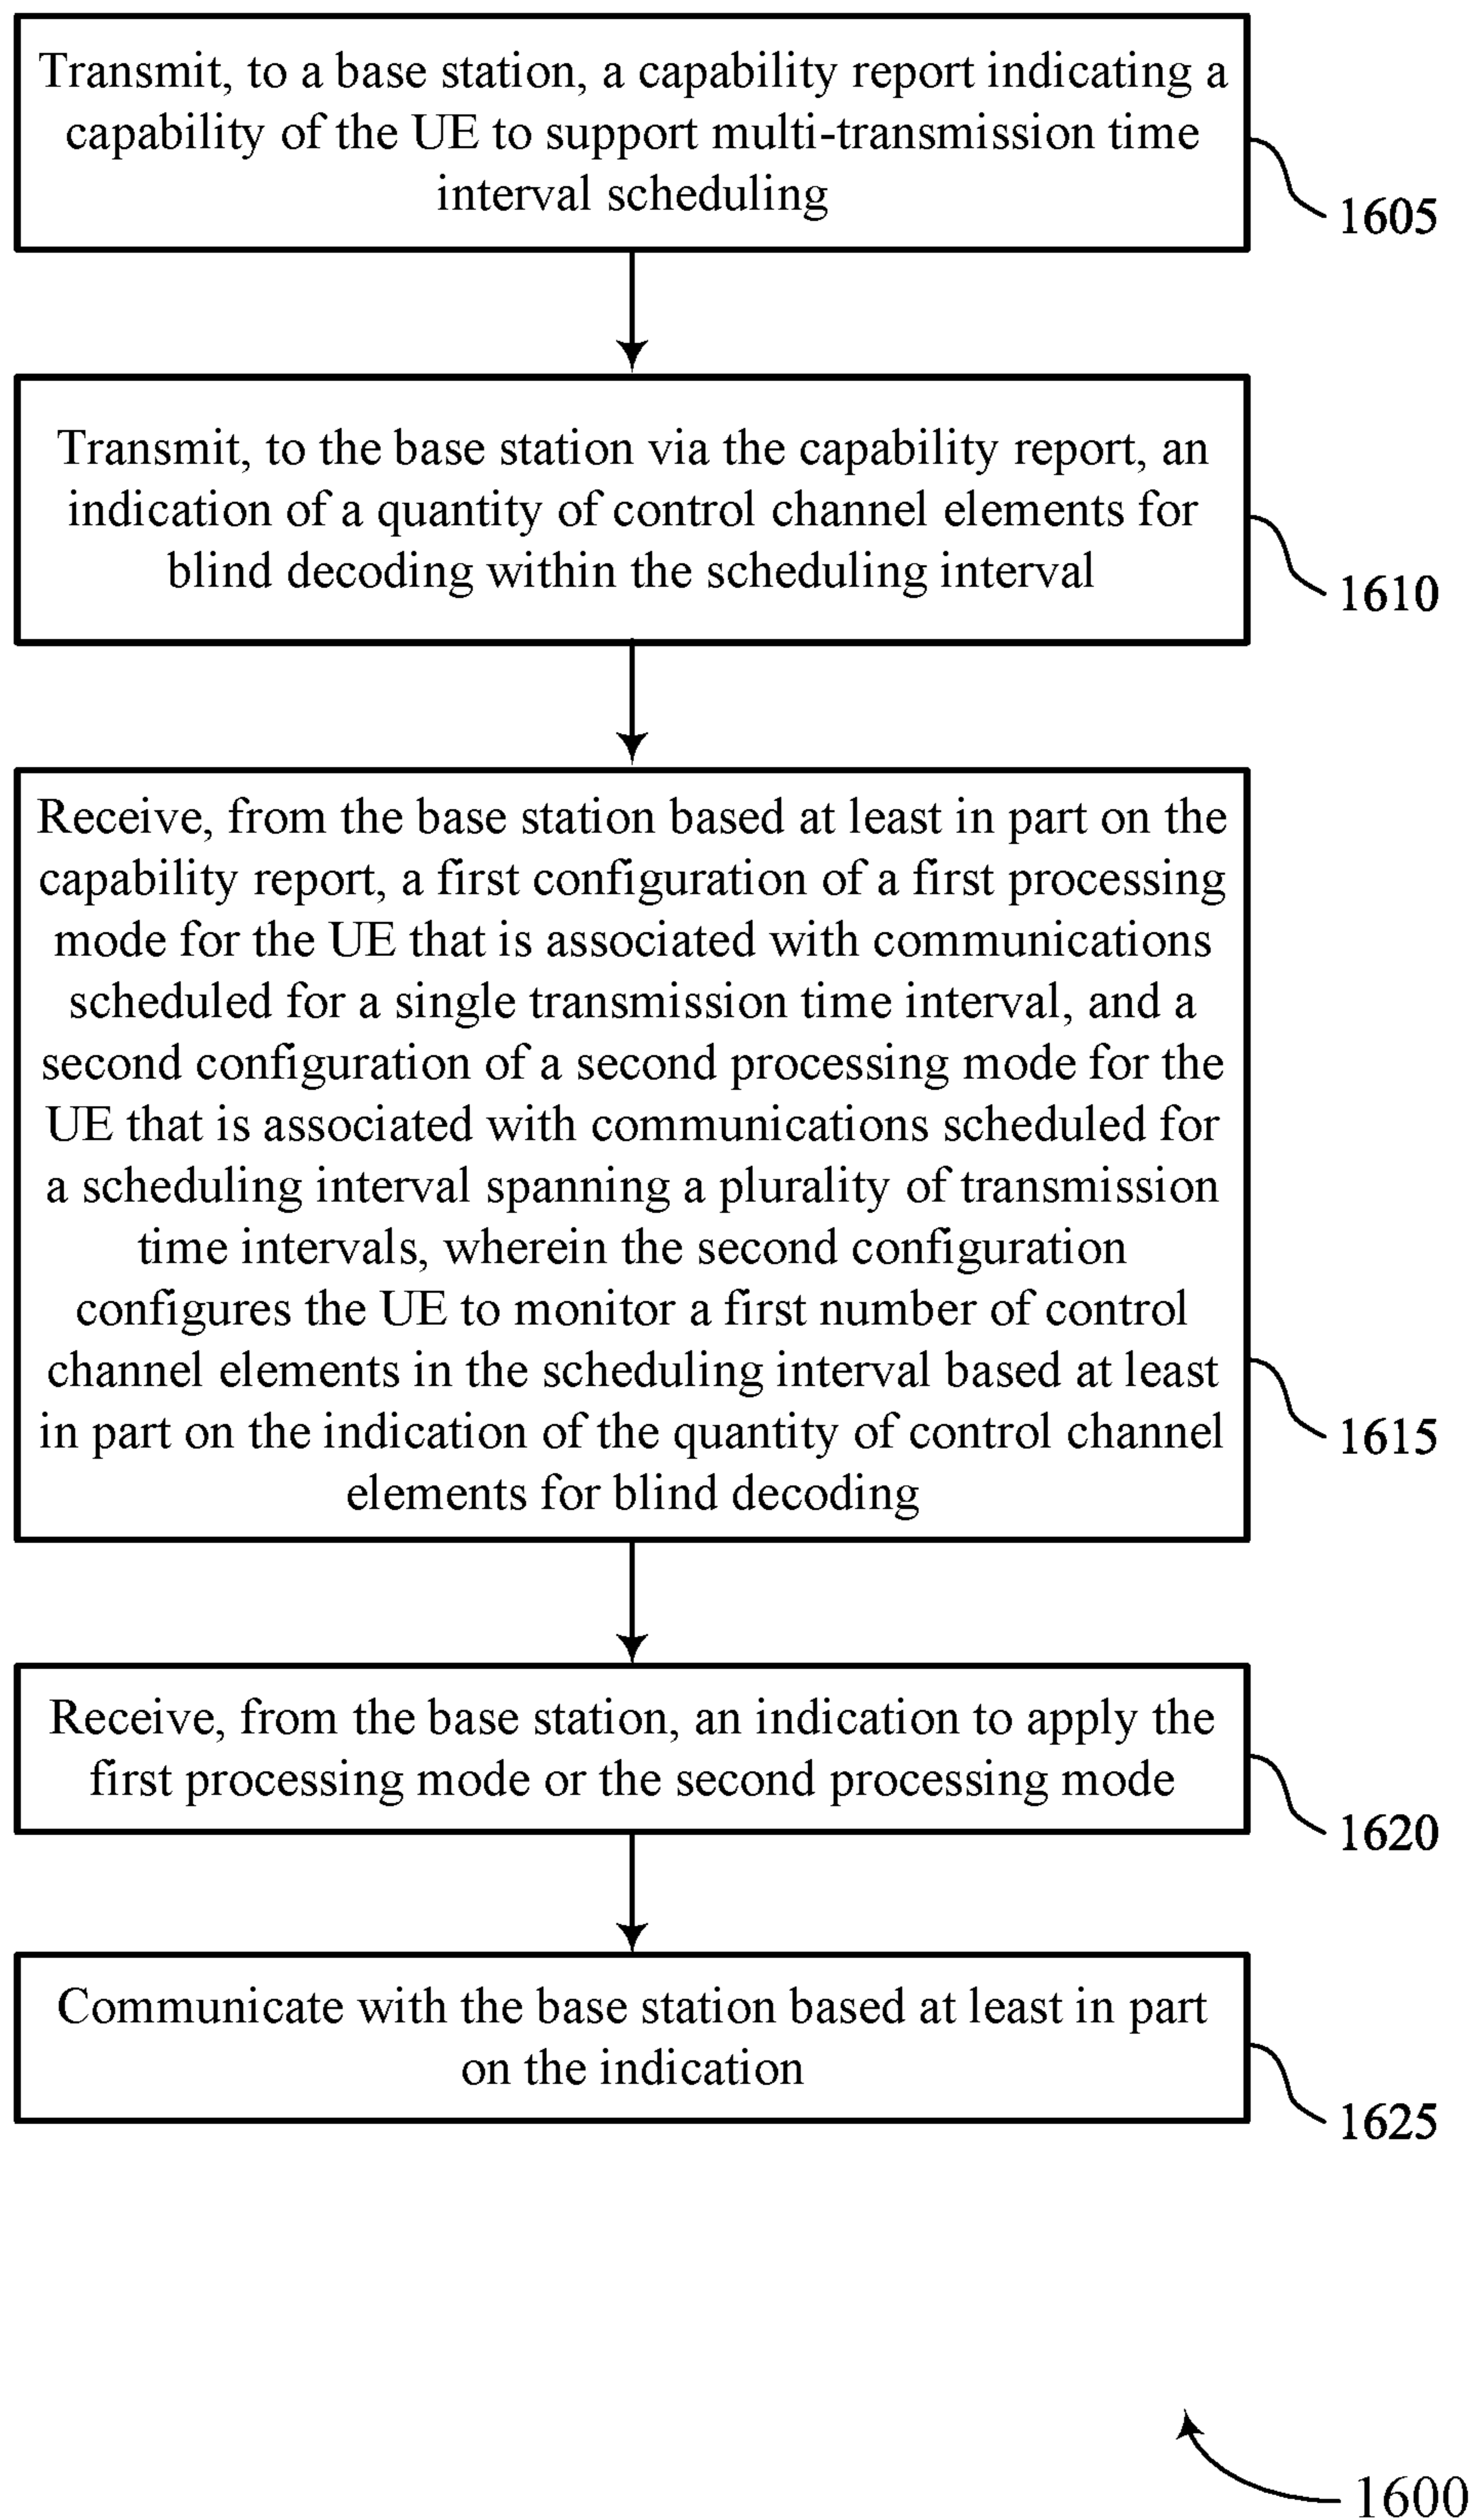 Transmit, to a base station, a capability report indicating a
capability of the UE to support multi-transmission time
interval scheduling
1605
Transmit, to the base station via the capability report, an
indication of a quantity of control channel elements for
blind decoding within the scheduling interval
1610
Receive, from the base station based at least in part on the
capability report, a first configuration of a first processing
mode for the UE that is associated with communications
scheduled for a single transmission time interval, and a
second configuration of a second processing mode for the
UE that is associated with communications scheduled for
a scheduling interval spanning a plurality of transmission
time intervals, wherein the second configuration
configures the UE to monitor a first number of control
channel elements in the scheduling interval based at least
in part on the indication of the quantity of control channel
elements for blind decoding
1615
Receive, from the base station, an indication to apply the
first processing mode or the second processing mode
1620
Communicate with the base station based at least in part
on the indication
1625
1600